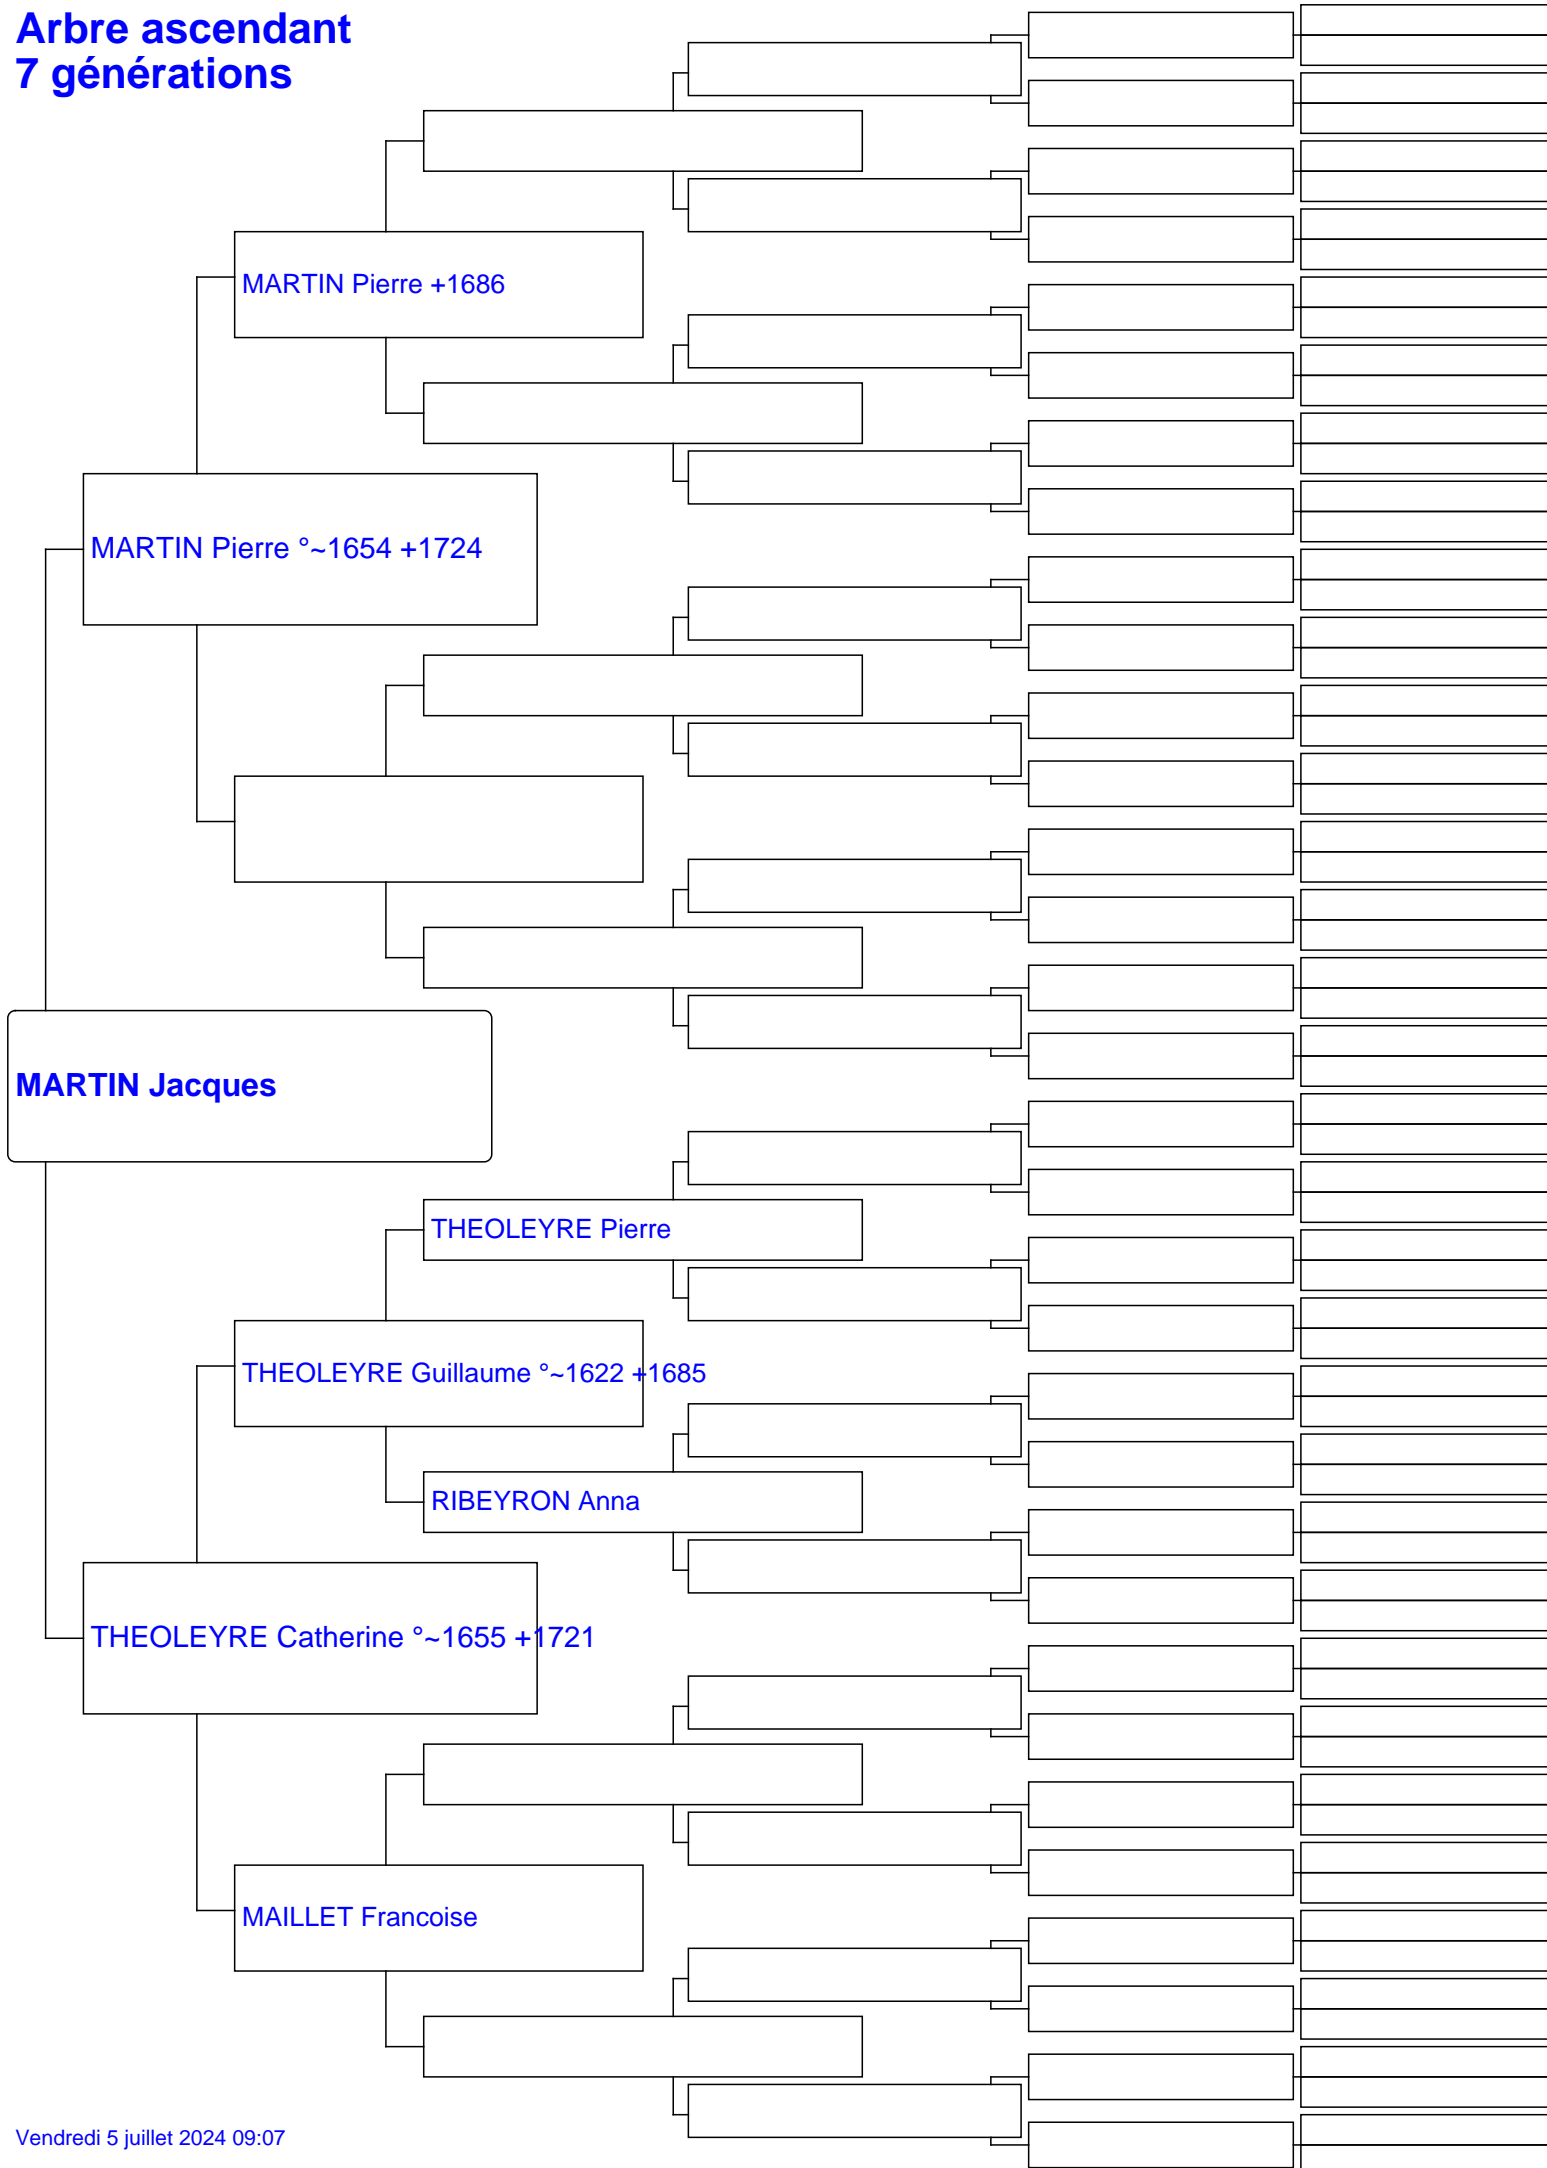 Arbre ascendant
7 générations
MARTIN Pierre +1686
MARTIN Pierre °~1654 +1724
MARTIN Jacques
THEOLEYRE Pierre
THEOLEYRE Guillaume °~1622 +1685
RIBEYRON Anna
THEOLEYRE Catherine °~1655 +1721
MAILLET Francoise
Vendredi 5 juillet 2024 09:07